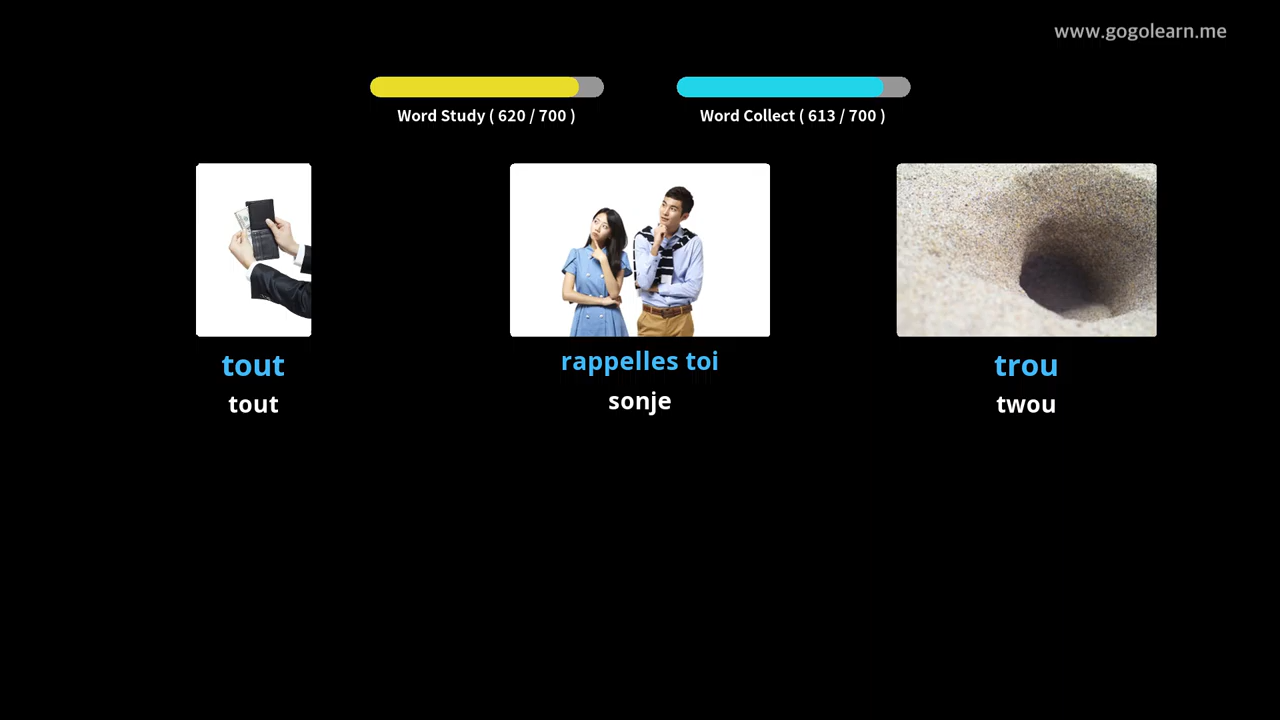 www.gogolearn.me
Word Study ( 620 / 700 )
Word Collect ( 613 / 700 )
tout
tout
rappelles toi
sonje
trou
twou